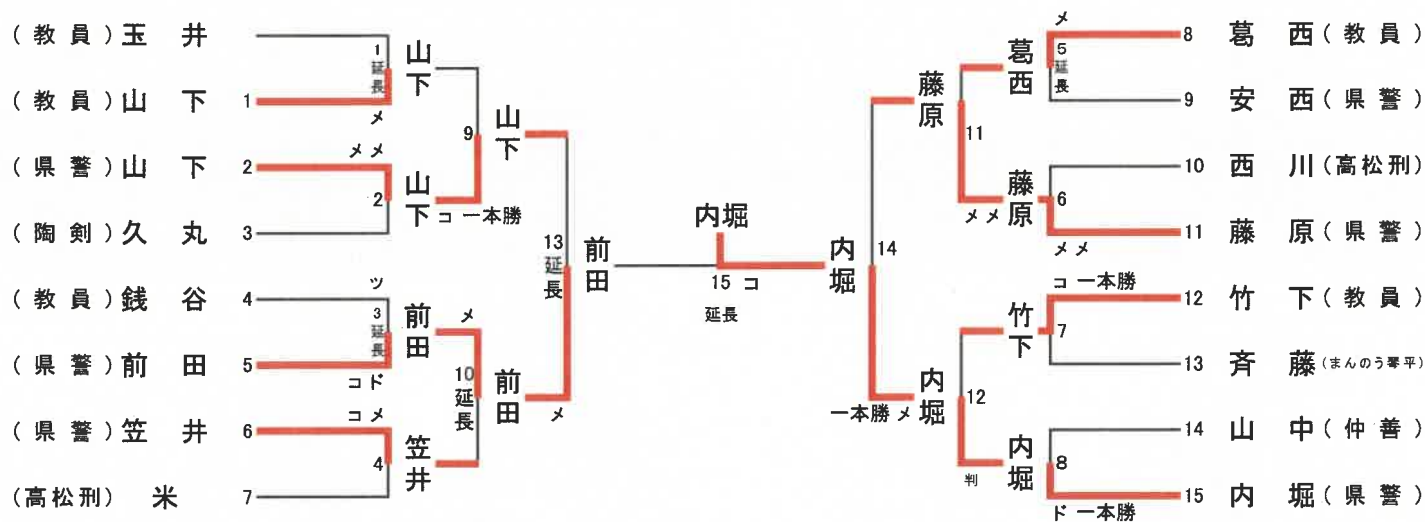 (教員)玉井
(教員)山下 1
(県警)山下 2
(陶剣)久丸 3
(教員)銭谷 4
(県警)前田 5
(県警)笠井 6
(高松刑)米 7
1
延長
メ
メメ
2
ツ
3
延長
コド
コメ
4
山下
山下
前田
笠井
9
コ 一本勝
メ
10
延長
山下
前田
13
延長
メ
前田
内堀
15 コ
延長
内堀
14
藤原
内堀
一本勝 メ
11
メメ
12
判
葛西
藤原
竹下
内堀
メ
5
延長
6
メメ
コ 一本勝
7
8
ド 一本勝
8 葛西(教員)
9 安西(県警)
10 西川(高松刑)
11 藤原(県警)
12 竹下(教員)
13 斉藤(まんのう琴平)
14 山中(仲善)
15 内堀(県警)